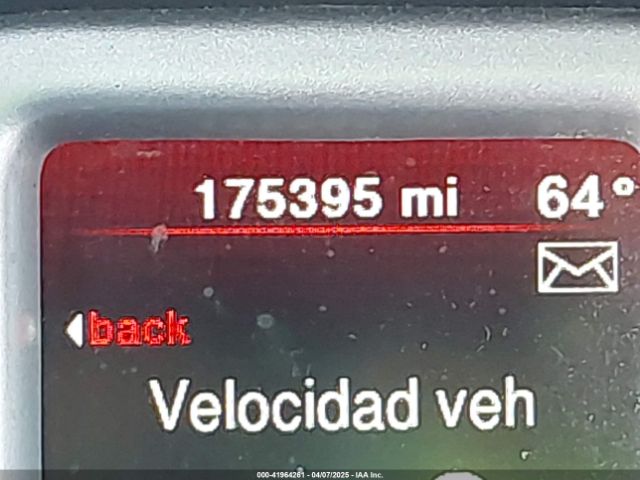 175395 mi 64°
back
Velocidad veh
000-41964261 - 04/07/2025 - IAA Inc.